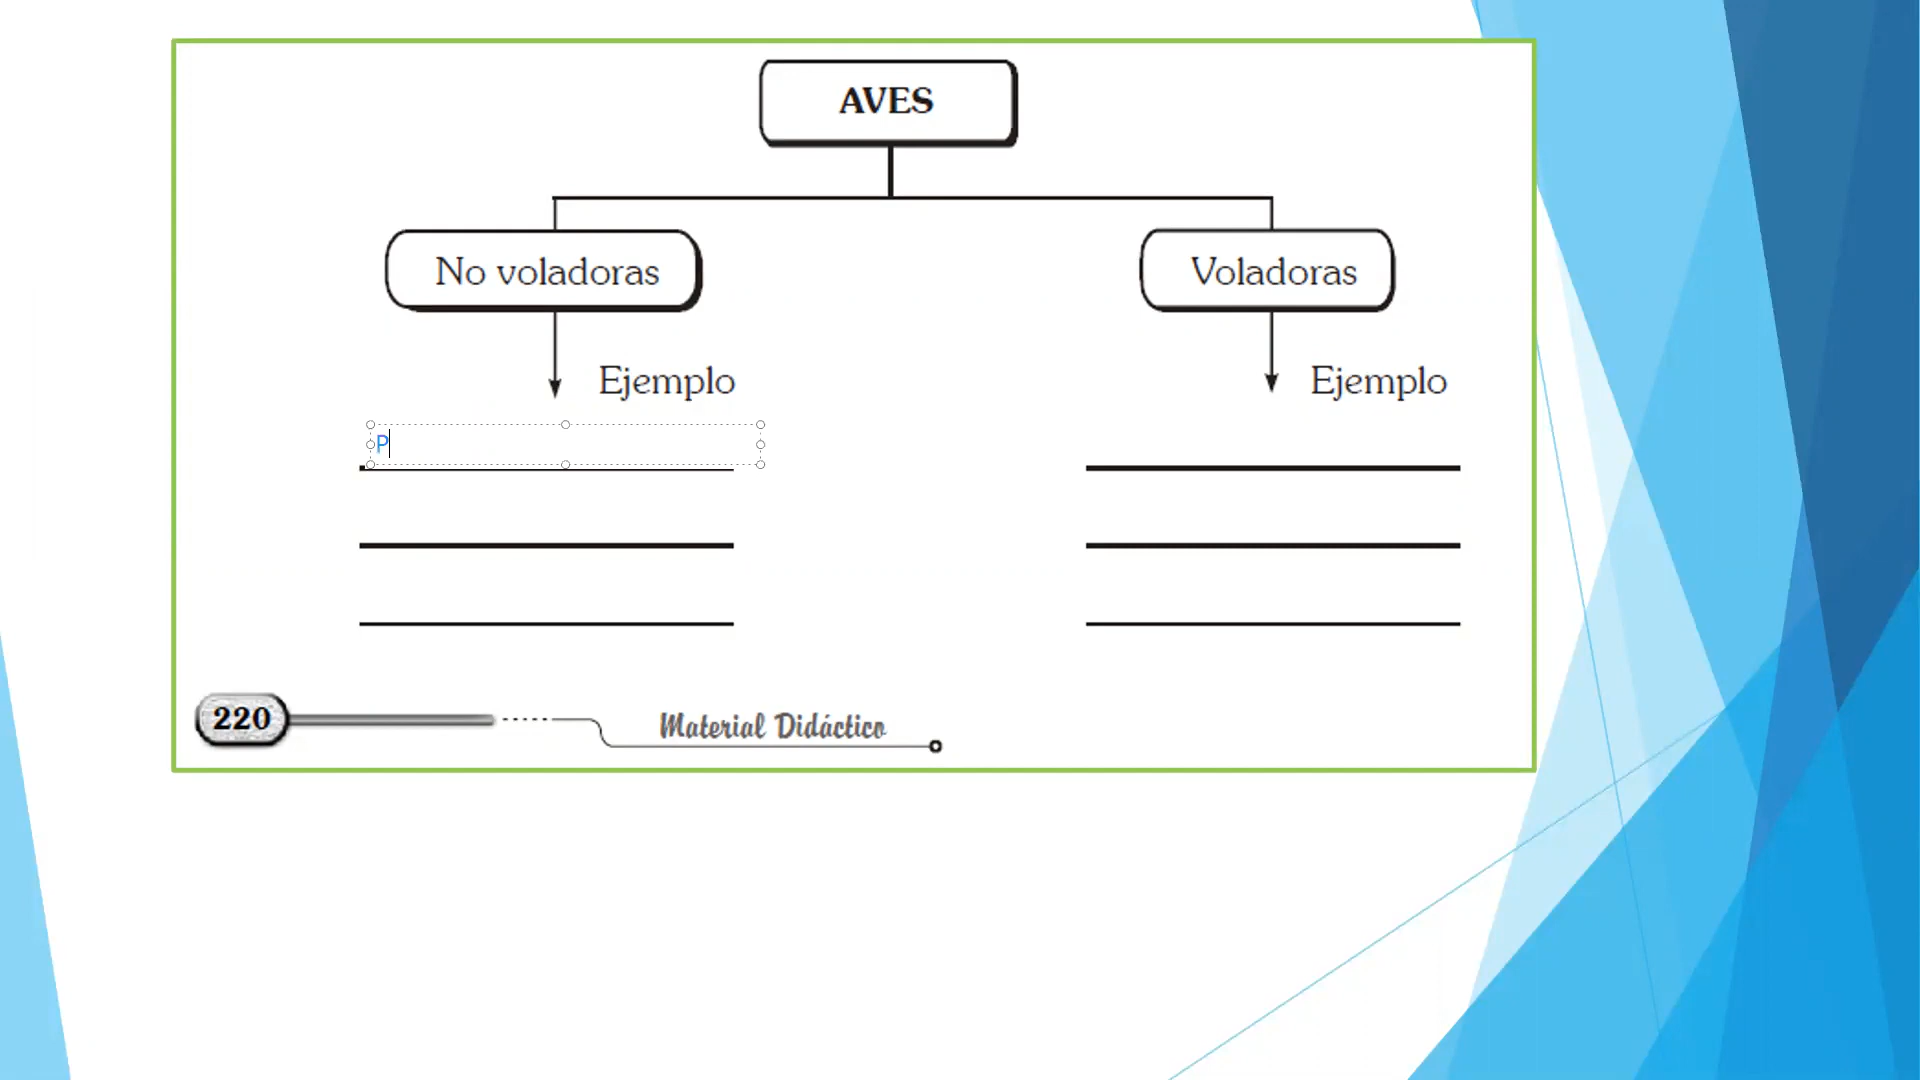 AVES
No voladoras
Voladoras
Ejemplo
Ejemplo
P
220
Material Didáctico